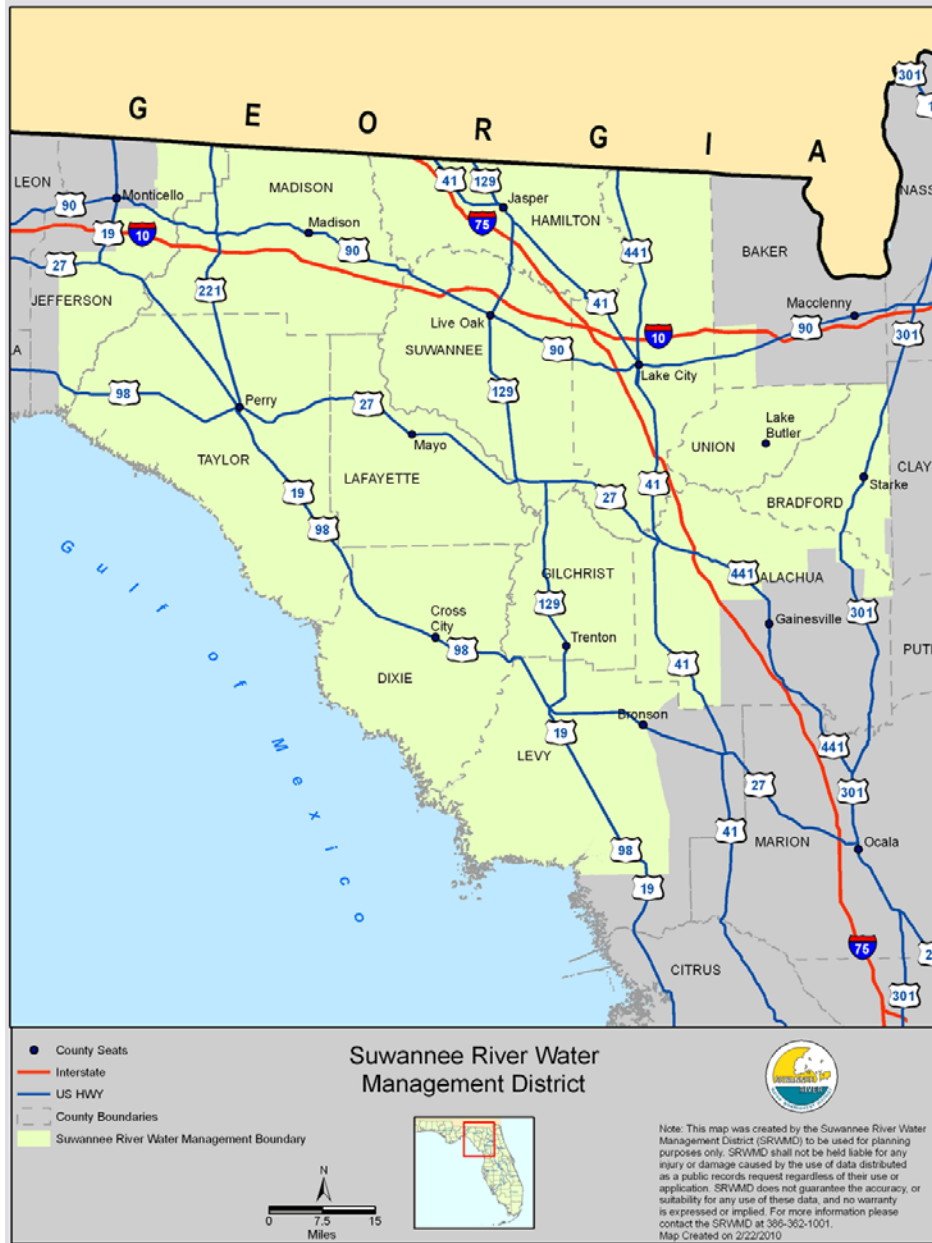 G E O R G I A
301
1
LEON
MADISON
41
129
Jasper
NASS
90
Monticello
HAMILTON
Madison
75
19
10
90
441
BAKER
27
221
41
Macclenny
JEFFERSON
Live Oak
10
90
301
LA
SUWANNEE
90
Lake City
98
129
Perry
27
Lake
Butler
Mayo
UNION
TAYLOR
LAFAYETTE
CLAY
Starke
19
27
41
BRADFORD
98
Gulf of Mexico
GILCHRIST
441
ALACHUA
129
301
Cross
City
Gainesville
98
Trenton
PUT
41
DIXIE
Bronson
19
LEVY
441
27
301
41
MARION
Ocala
98
19
75
2
CITRUS
301
County Seats
Interstate
US HWY
County Boundaries
Suwannee River Water Management Boundary
Suwannee River Water
Management District
N
0 7.5 15
Miles
SUWANNEE
RIVER
WATER MANAGEMENT DISTRICT
Note: This map was created by the Suwannee River Water
Management District (SRWMD) to be used for planning
purposes only. SRWMD shall not be held liable for any
injury or damage caused by the use of data distributed
as a public records request regardless of their use or
application. SRWMD does not guarantee the accuracy, or
suitability for any use of these data, and no warranty
is expressed or implied. For more information please
contact the SRWMD at 386-362-1001.
Map Created on 2/22/2010